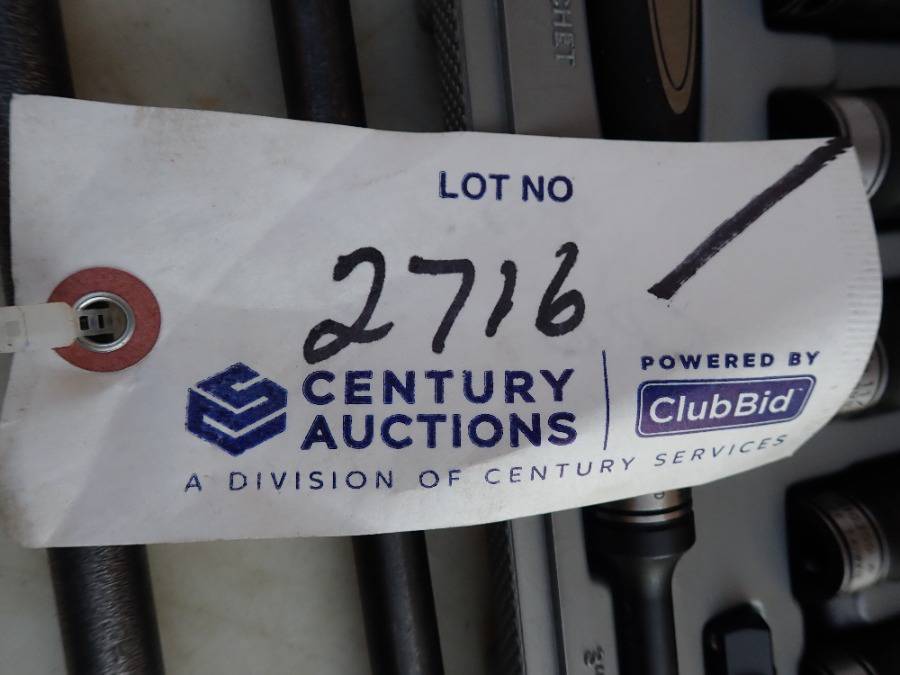 LOT NO
2716
CENTURY
AUCTIONS
POWERED BY
ClubBid
A DIVISION OF CENTURY SERVICES